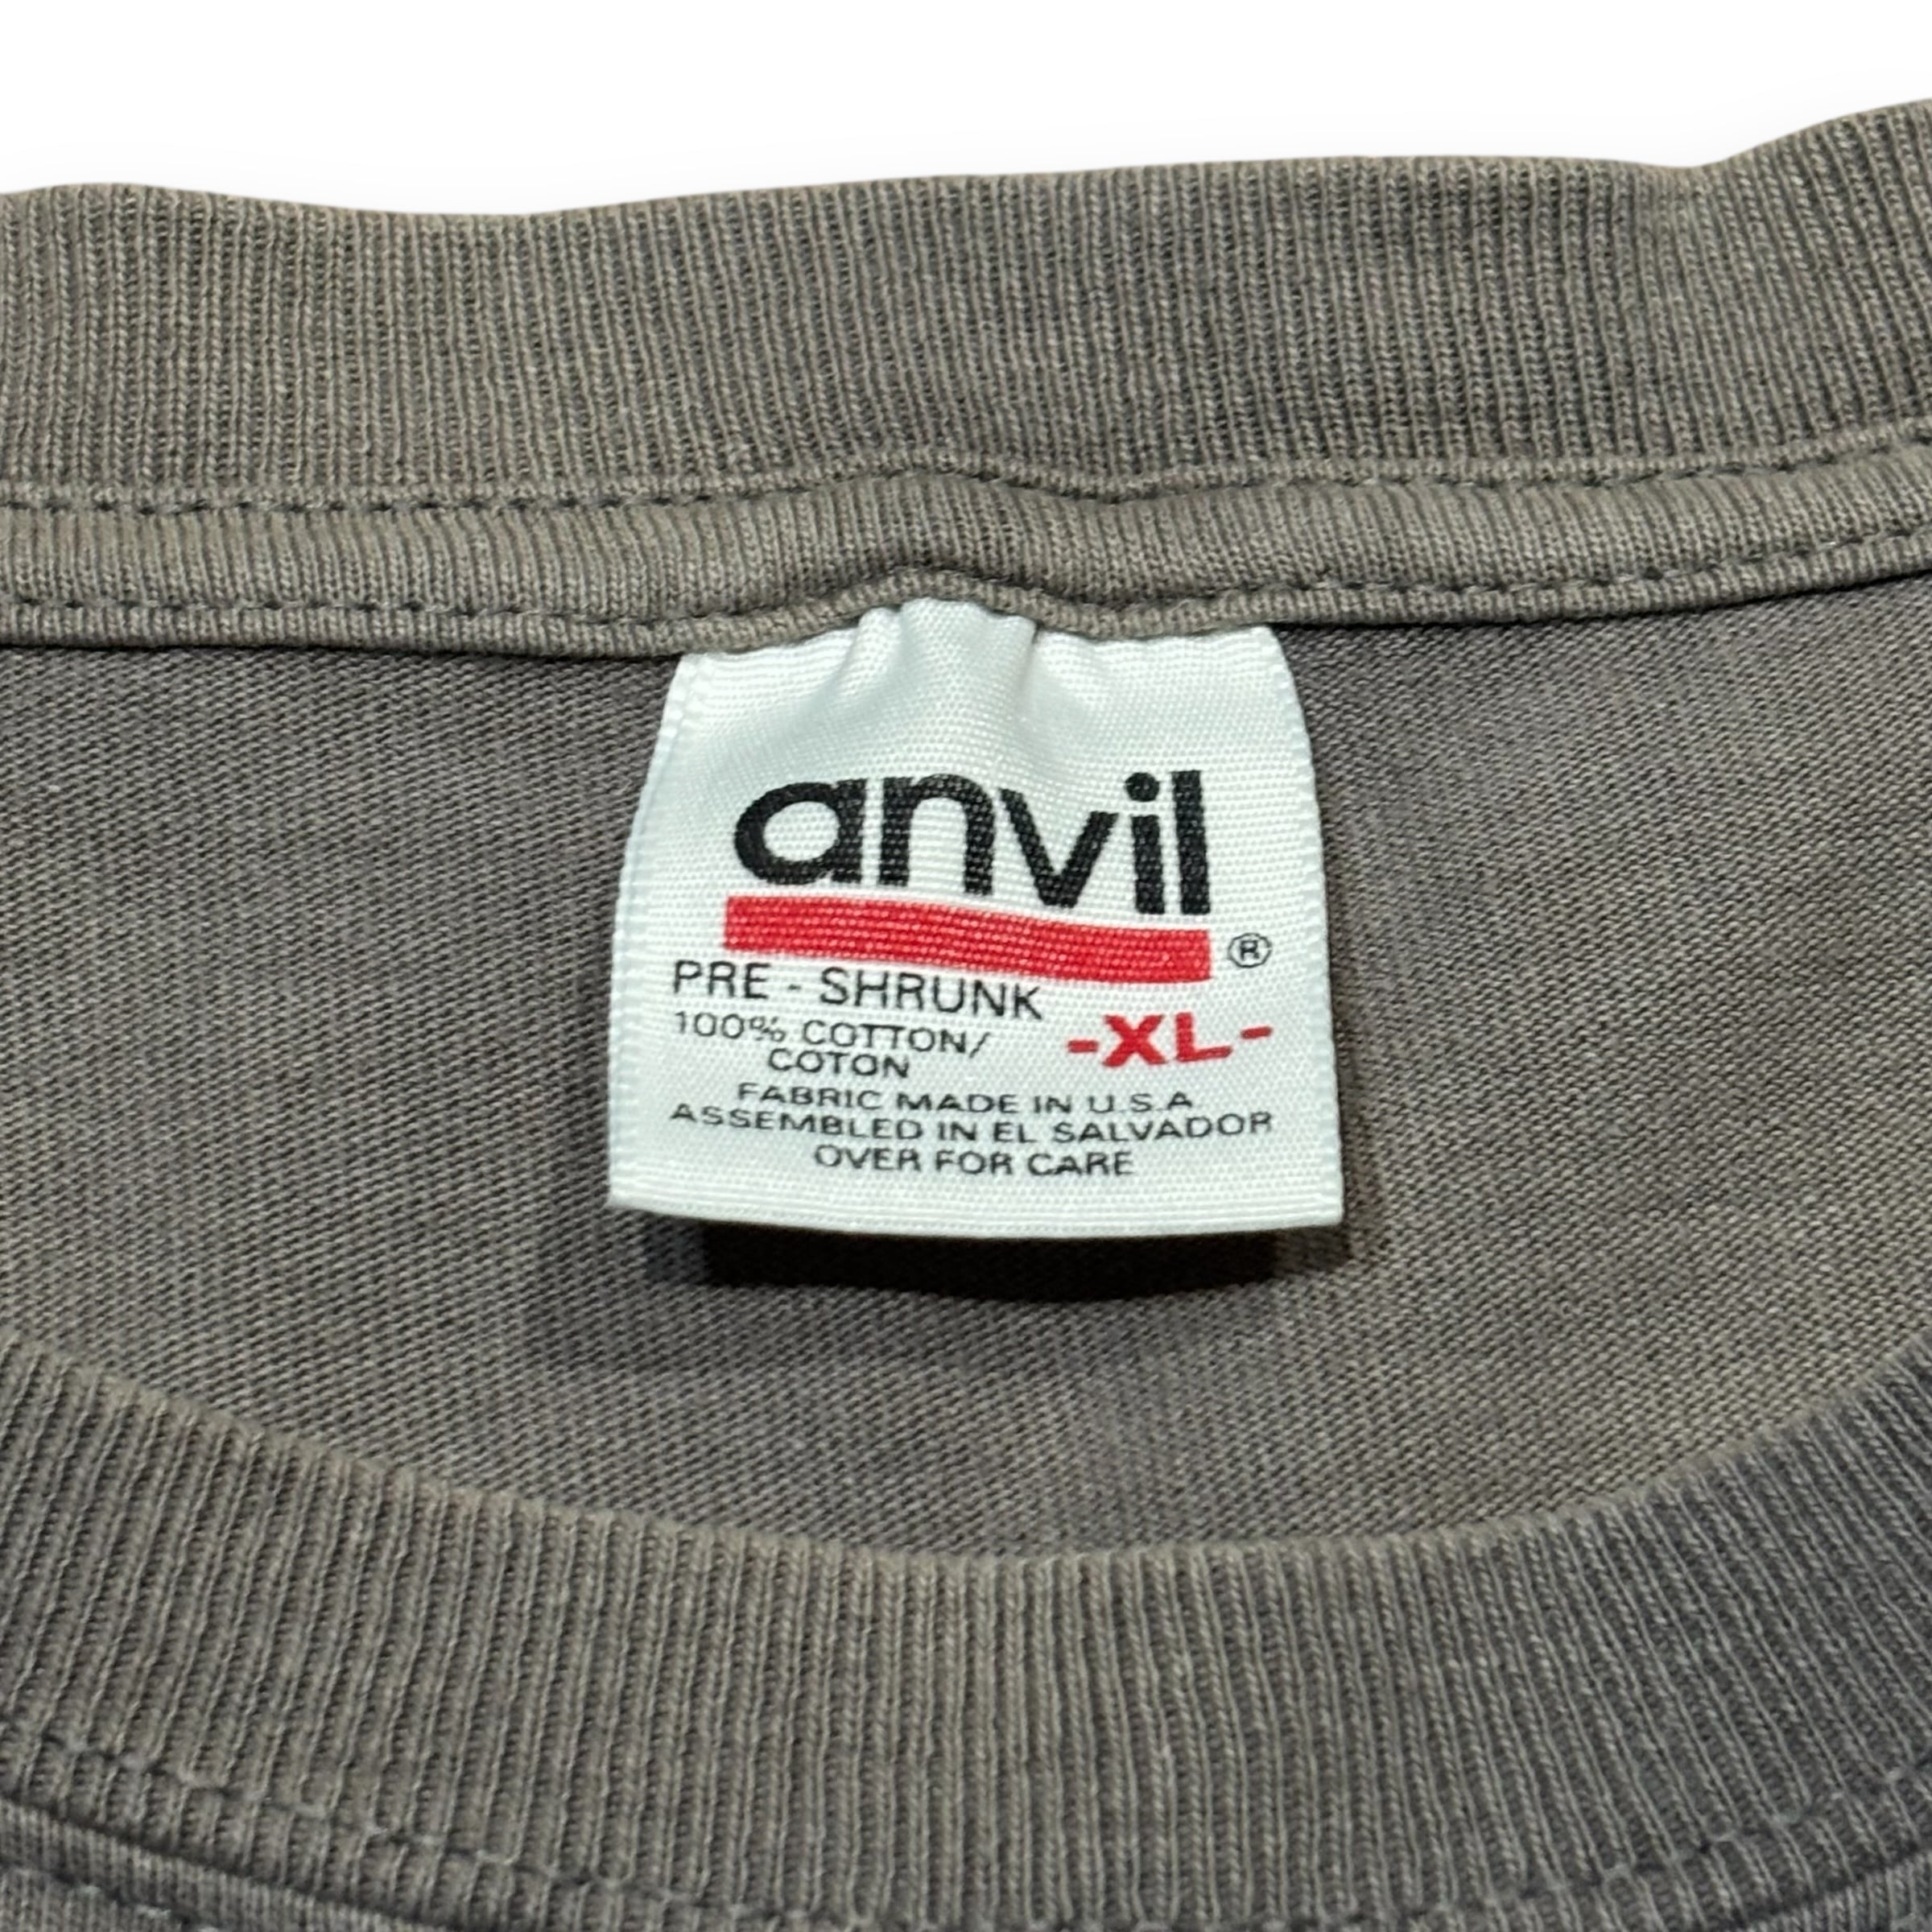 anvil ®
PRE - SHRUNK
100% COTTON/
COTON
-XL-
FABRIC MADE IN U.S.A
ASSEMBLED IN EL SALVADOR
OVER FOR CARE